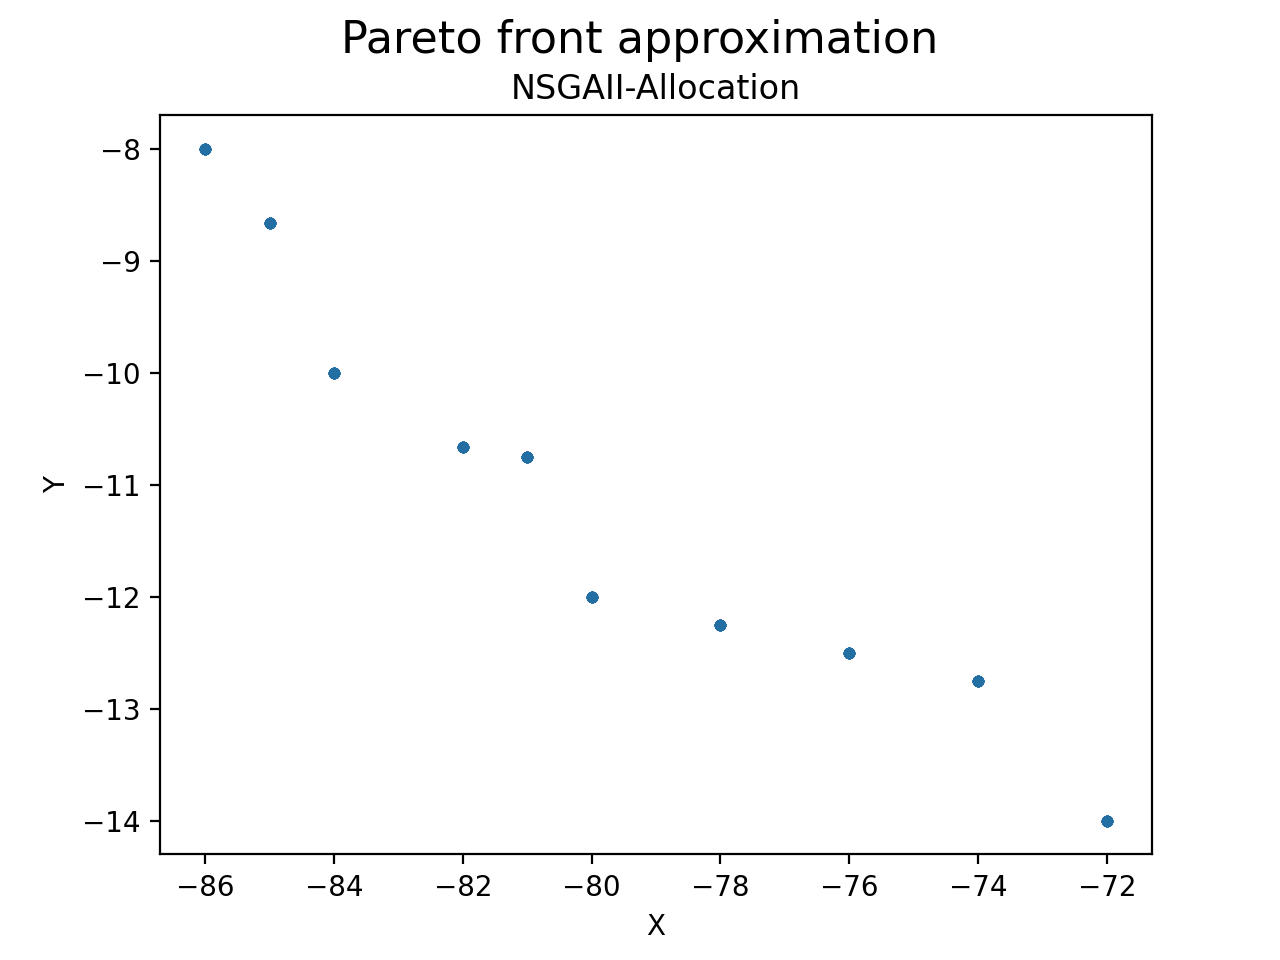 Pareto front approximation
NSGAII-Allocation
−8
−9
−10
−11
−12
−13
−14
Y
−86 −84 −82 −80 −78 −76 −74 −72
X